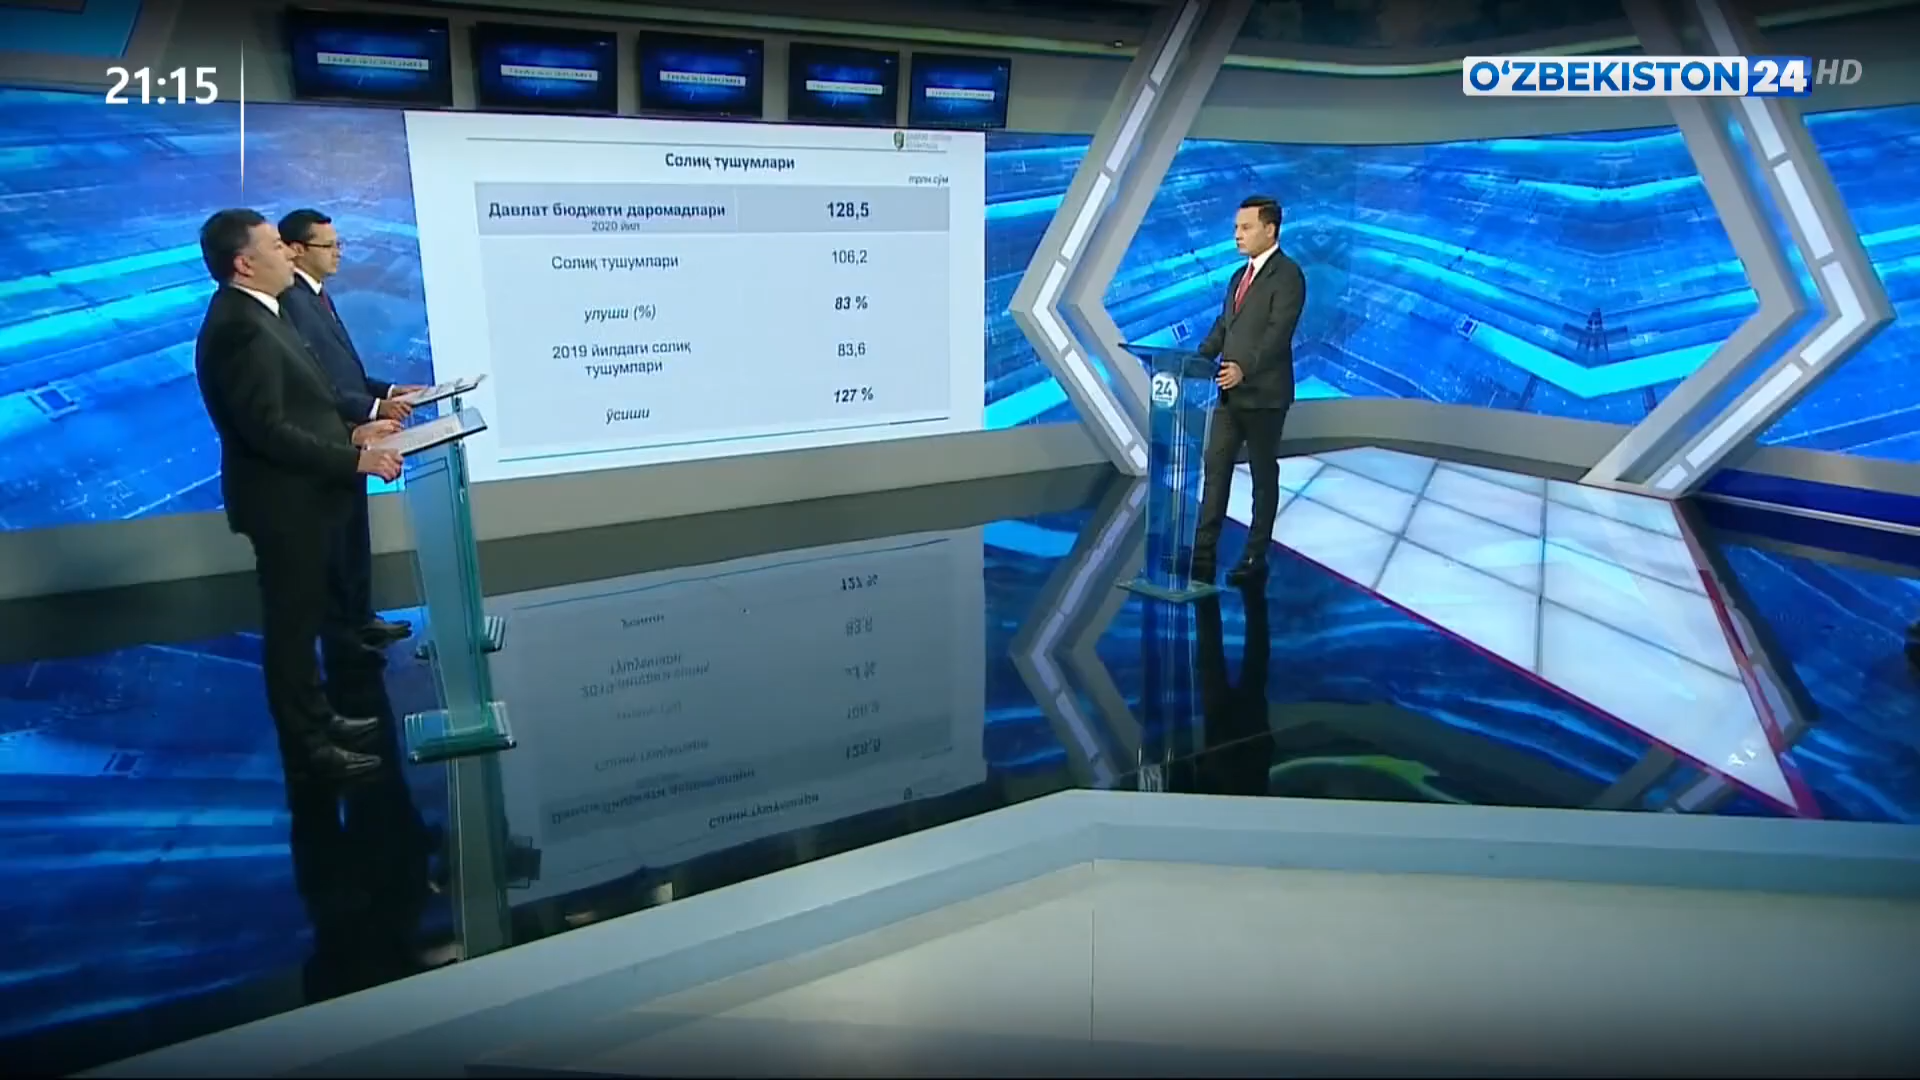 21:15
O‘ZBEKISTON 24 HD
Солиқ тушумлари
трлн.сўм
Давлат бюджети даромадлари 128,5
2020 йил
Солиқ тушумлари 106,2
улуши (%) 83 %
2019 йилдаги солиқ 83,6
тушумлари
ўсиши 127 %
24